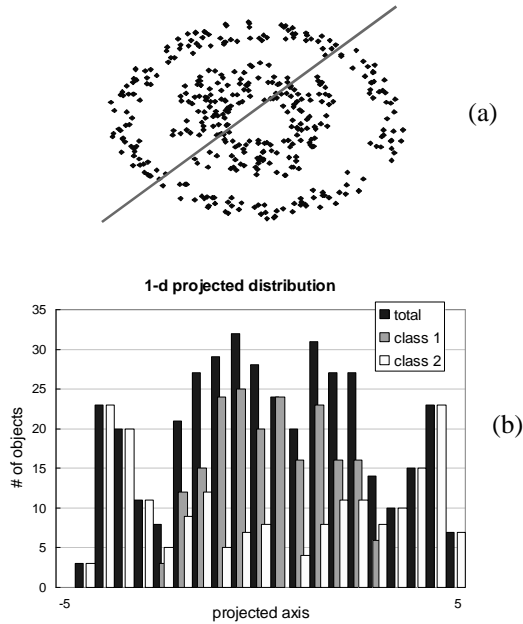 (a)
1-d projected distribution
35
30
25
20
15
10
5
0
# of objects
total
class 1
class 2
(b)
-5
5
projected axis